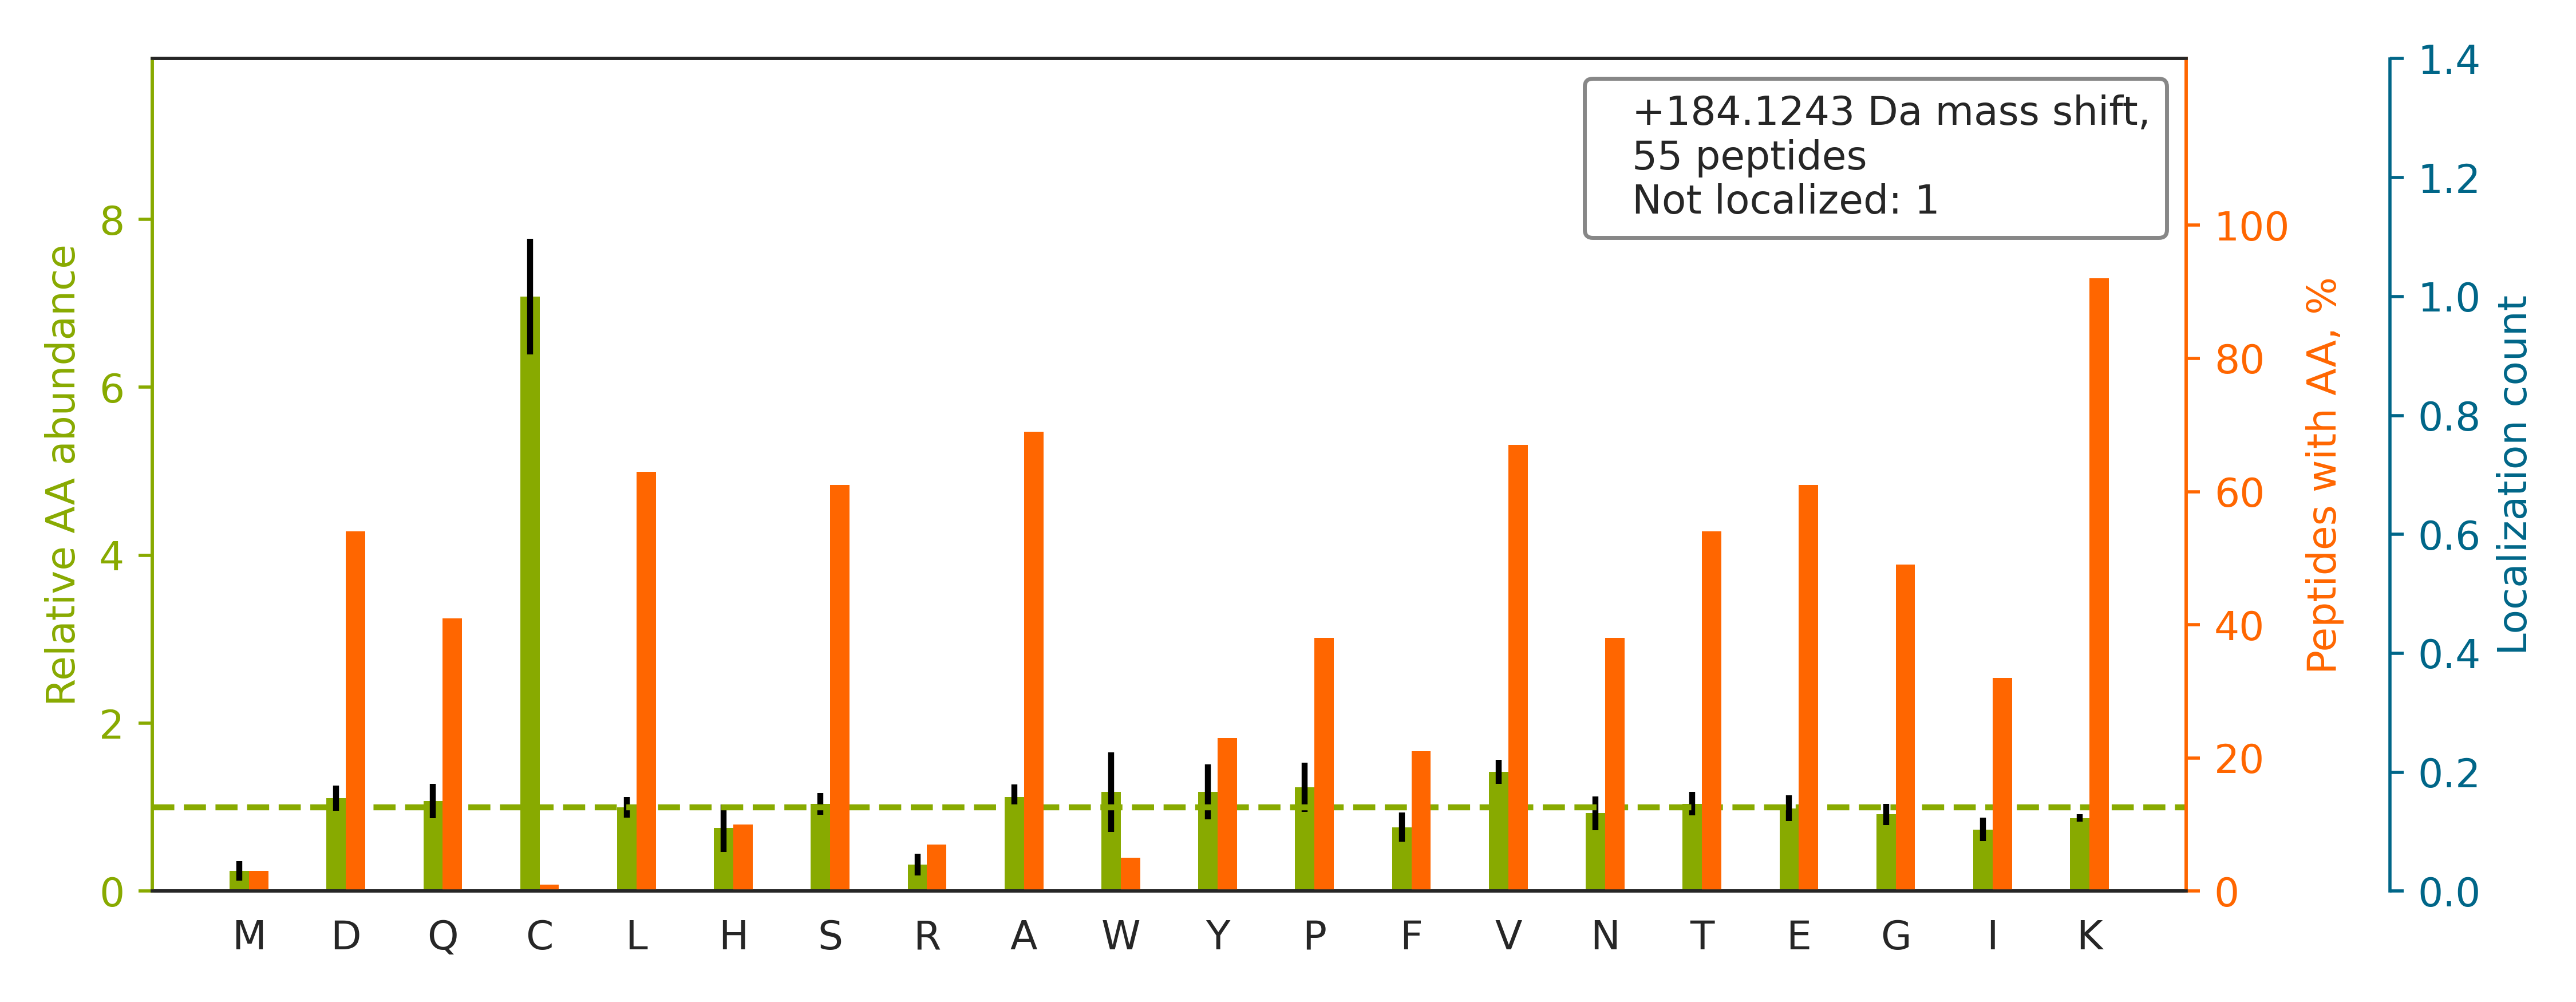 +184.1243 Da mass shift,
55 peptides
Not localized: 1
Relative AA abundance
8
6
4
2
0
M D Q C L H S R A W Y P F V N T E G I K
100
80
60
40
20
0
Peptides with AA, %
1.4
1.2
1.0
0.8
0.6
0.4
0.2
0.0
Localization count